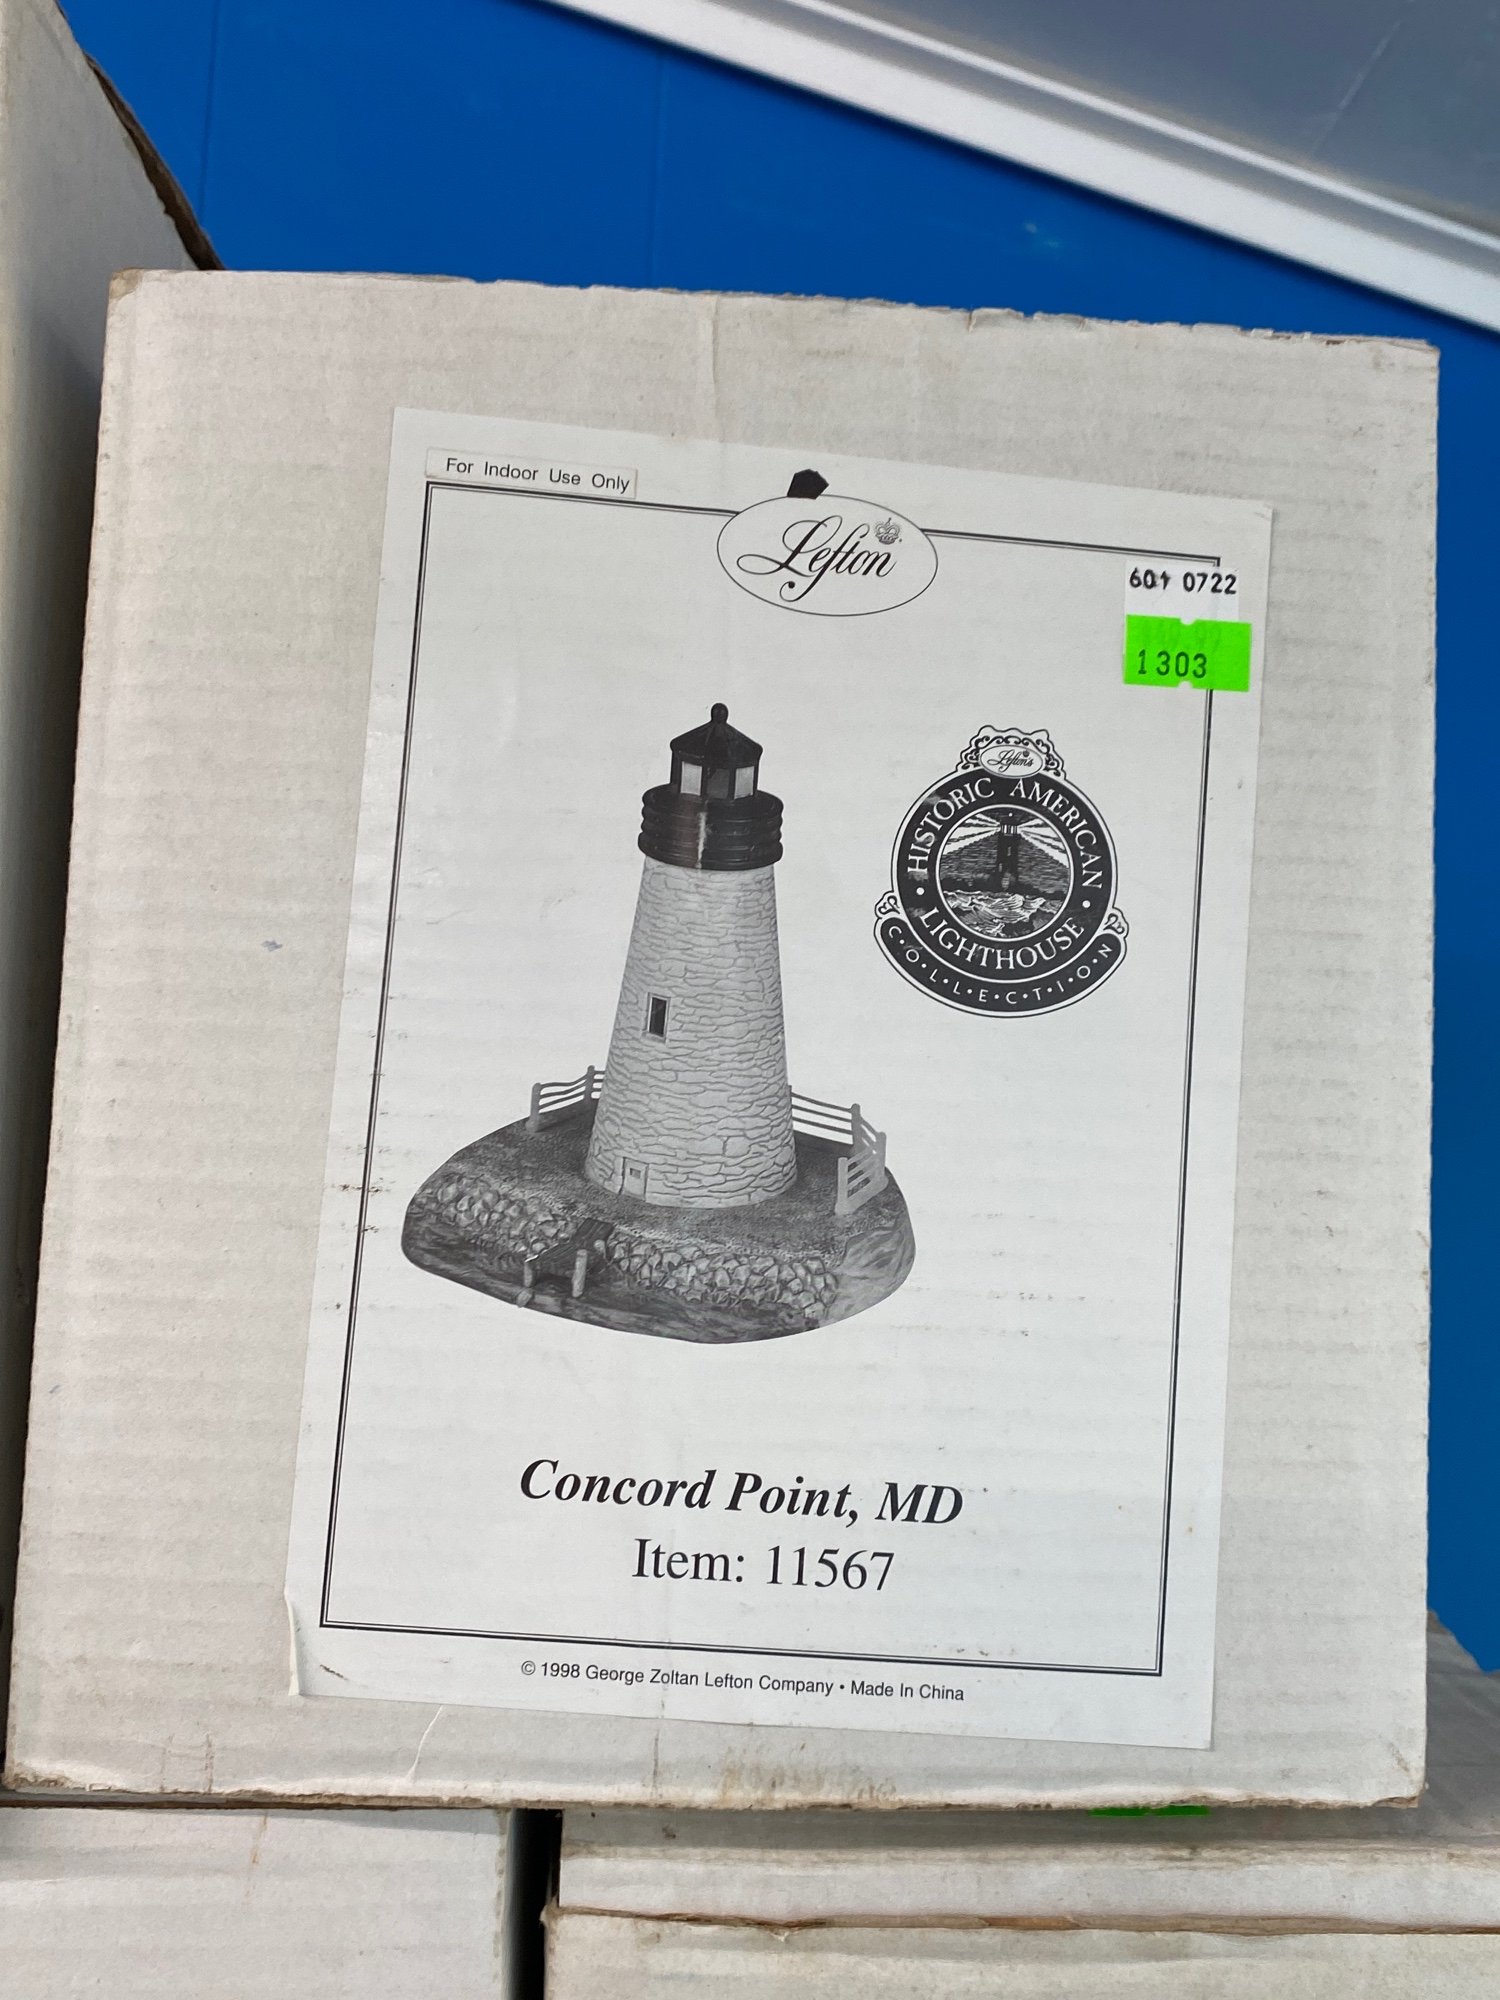 For Indoor Use Only
Lefton
0722
1303
Lefton's
HISTORIC AMERICAN
LIGHTHOUSE
COLLECTION
Concord Point, MD
Item: 11567
© 1998 George Zoltan Lefton Company • Made In China